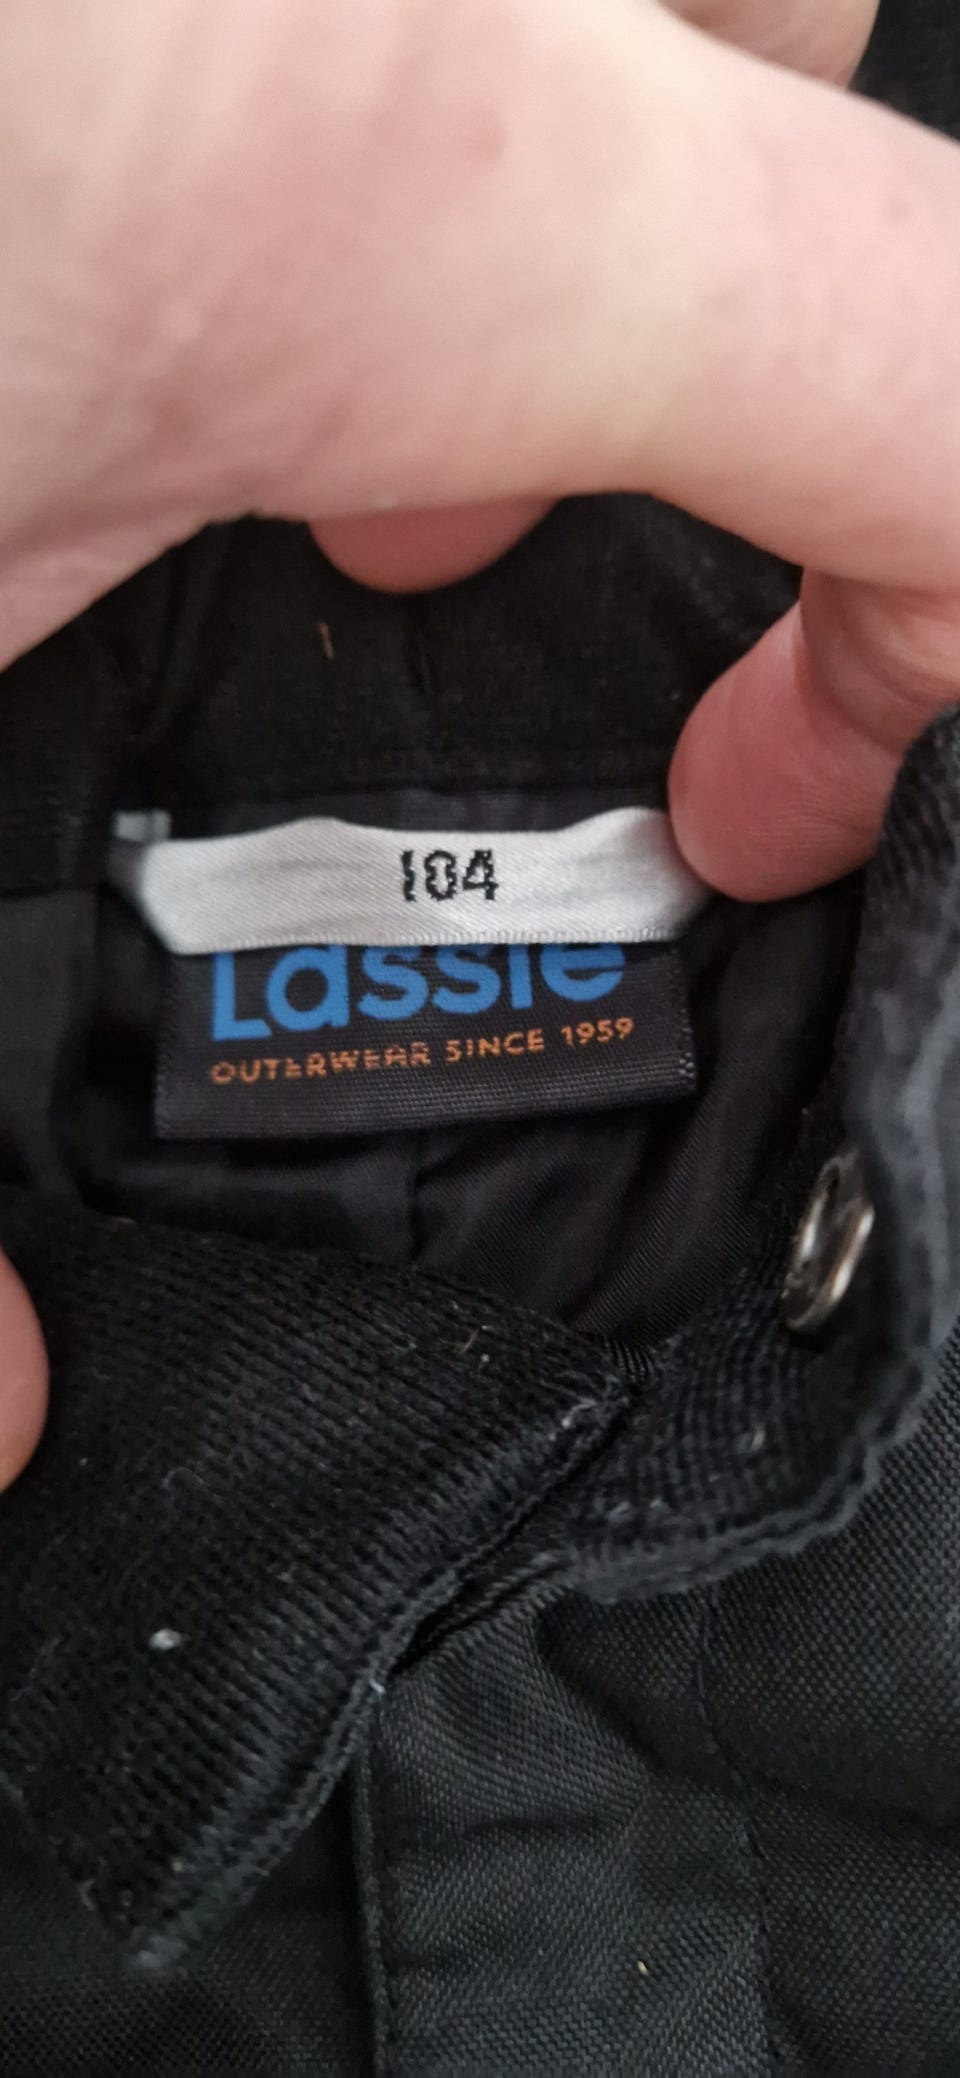 104
Lassie
OUTERWEAR SINCE 1959